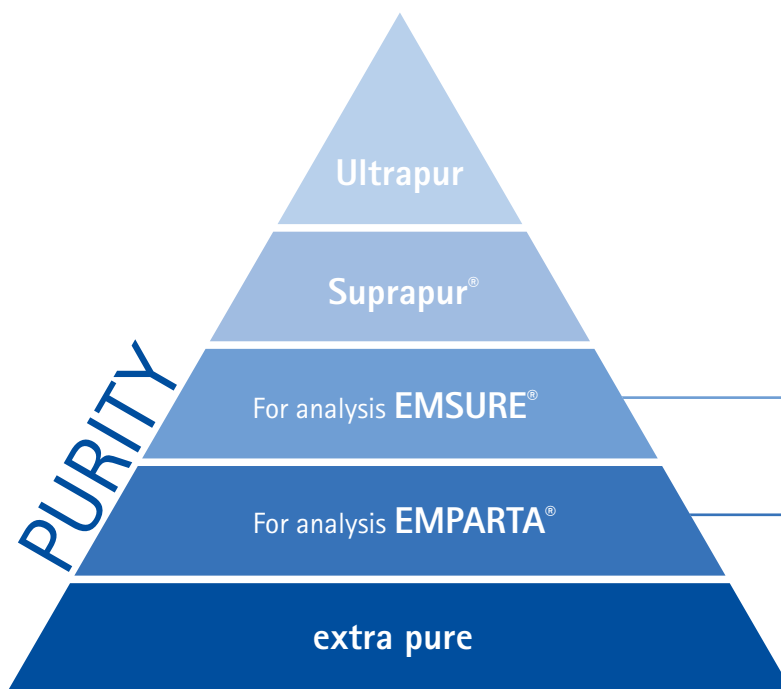 Ultrapur
Suprapur®
For analysis EMSURE®
For analysis EMPARTA®
extra pure
PURITY